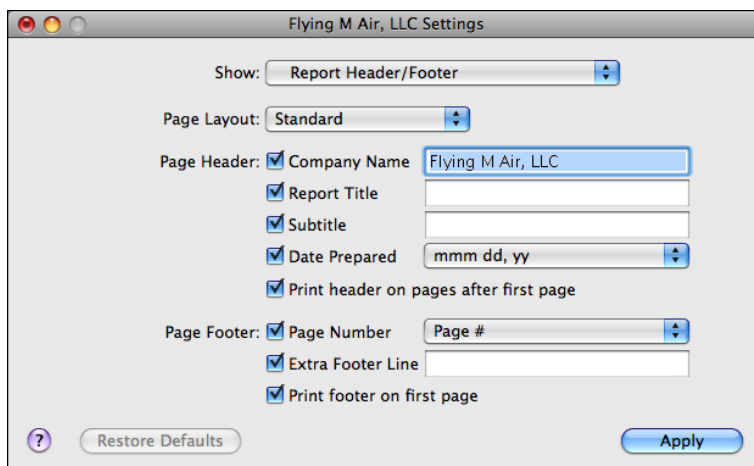 Flying M Air, LLC Settings
Show: Report Header/Footer
Page Layout: Standard
Page Header: Company Name Flying M Air, LLC
Report Title
Subtitle
Date Prepared mmm dd, yy
Print header on pages after first page
Page Footer: Page Number Page #
Extra Footer Line
Print footer on first page
? Restore Defaults Apply